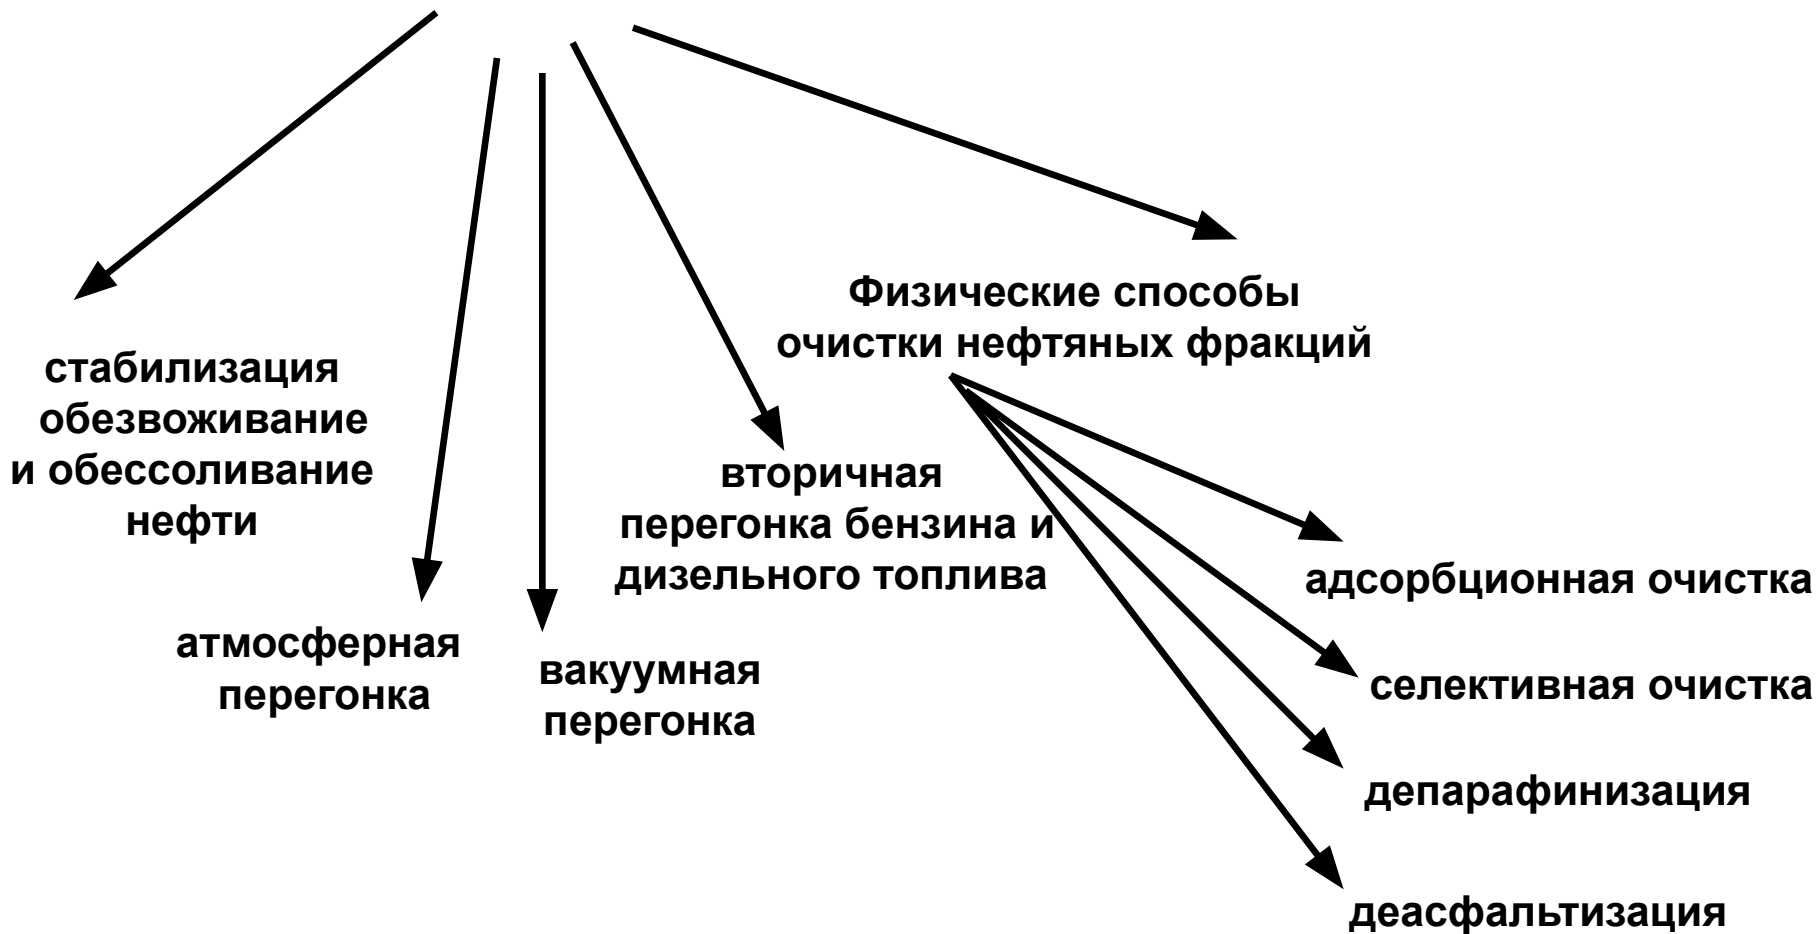 Физические способы
очистки нефтяных фракций
стабилизация
обезвоживание
и обессоливание
нефти
вторичная
перегонка бензина и
дизельного топлива
атмосферная
перегонка
вакуумная
перегонка
адсорбционная очистка
селективная очистка
депарафинизация
деасфальтизация